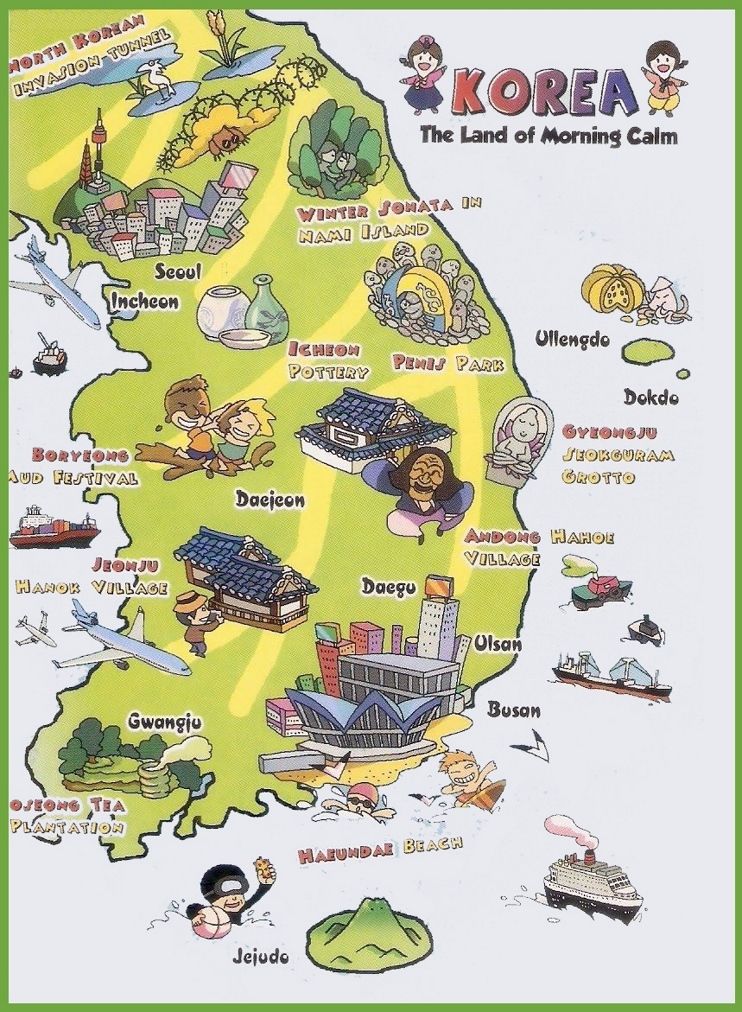 NORTH KOREAN
INVASION-TUNNEL
KOREA
The Land of Morning Calm
WINTER SONATA IN
NAMI ISLAND
Seoul
Incheon
ICHEON
POTTERY
PENIS PARK
Ullengdo
Dokdo
BORYEONG
MUD FESTIVAL
GYEONGJU
SEOKGURAM
GROTTO
Daejeon
ANDONG HAHOE
VILLAGE
JEONJU
HANOK VILLAGE
Daegu
Ulsan
Busan
Gwangju
OSEONG TEA
PLANTATION
HAEUNDAE BEACH
Jejudo